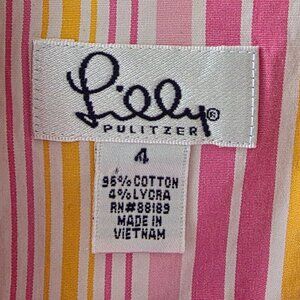 Lilly®
PULITZER
4
96% COTTON
4% LYCRA
RN#88189
MADE IN
VIETNAM